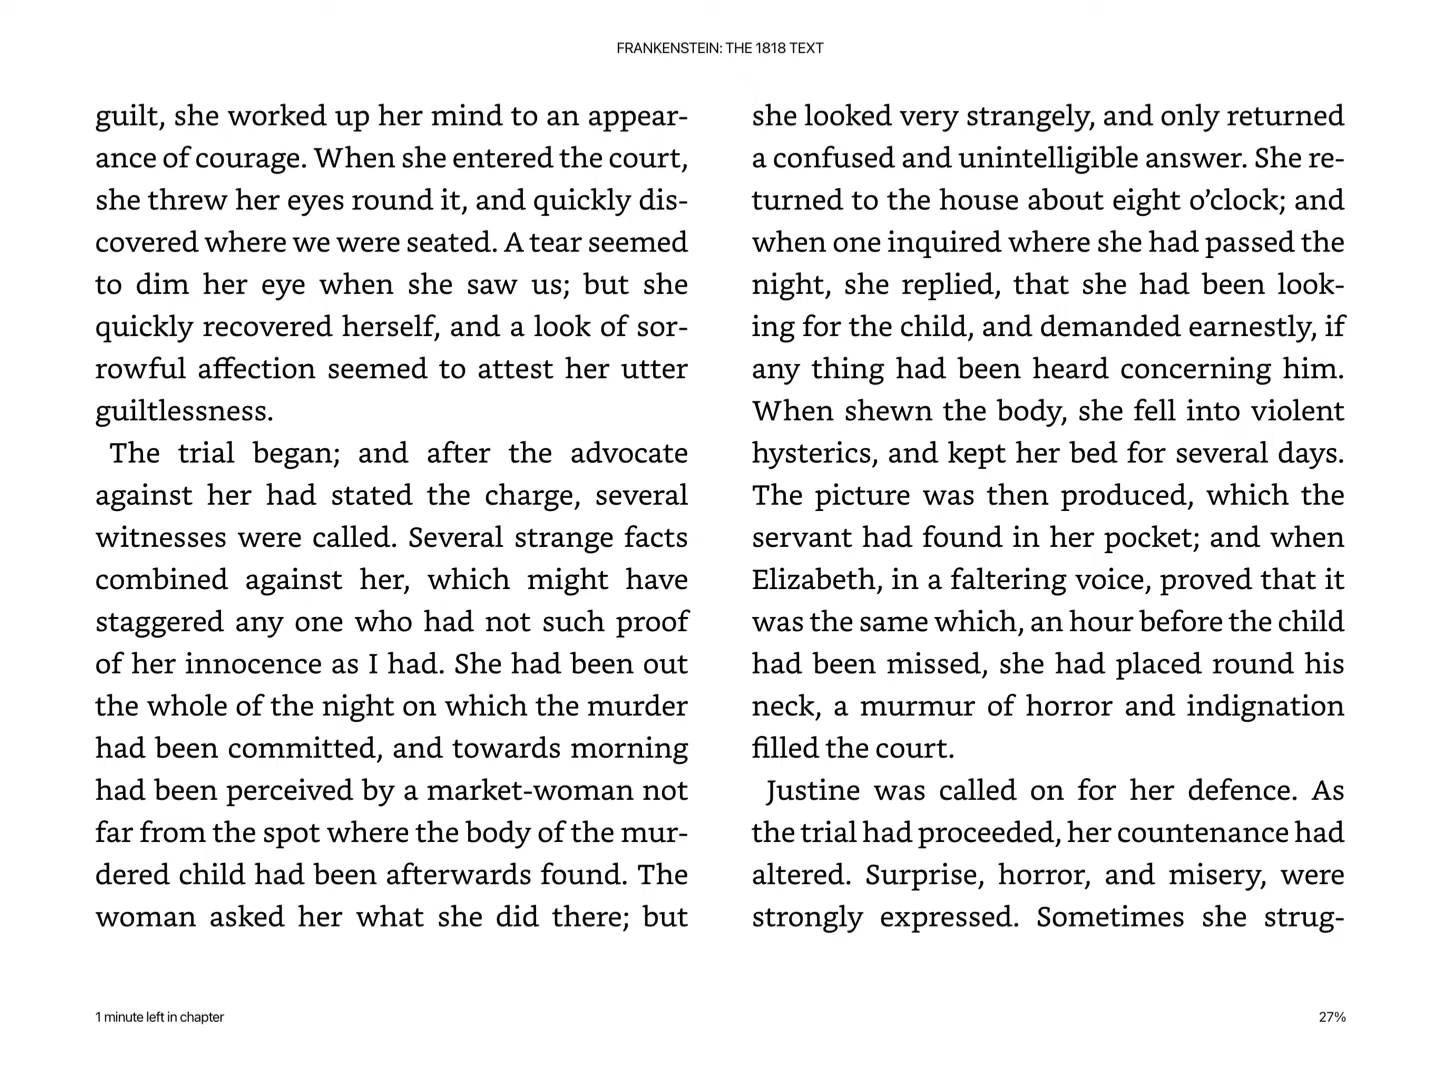 FRANKENSTEIN: THE 1818 TEXT
guilt, she worked up her mind to an appear-
ance of courage. When she entered the court,
she threw her eyes round it, and quickly dis-
covered where we were seated. A tear seemed
to dim her eye when she saw us; but she
quickly recovered herself, and a look of sor-
rowful affection seemed to attest her utter
guiltlessness.
The trial began; and after the advocate
against her had stated the charge, several
witnesses were called. Several strange facts
combined against her, which might have
staggered any one who had not such proof
of her innocence as I had. She had been out
the whole of the night on which the murder
had been committed, and towards morning
had been perceived by a market-woman not
far from the spot where the body of the mur-
dered child had been afterwards found. The
woman asked her what she did there; but
she looked very strangely, and only returned
a confused and unintelligible answer. She re-
turned to the house about eight o’clock; and
when one inquired where she had passed the
night, she replied, that she had been look-
ing for the child, and demanded earnestly, if
any thing had been heard concerning him.
When shewn the body, she fell into violent
hysterics, and kept her bed for several days.
The picture was then produced, which the
servant had found in her pocket; and when
Elizabeth, in a faltering voice, proved that it
was the same which, an hour before the child
had been missed, she had placed round his
neck, a murmur of horror and indignation
filled the court.
Justine was called on for her defence. As
the trial had proceeded, her countenance had
altered. Surprise, horror, and misery, were
strongly expressed. Sometimes she strug-
1 minute left in chapter
27%